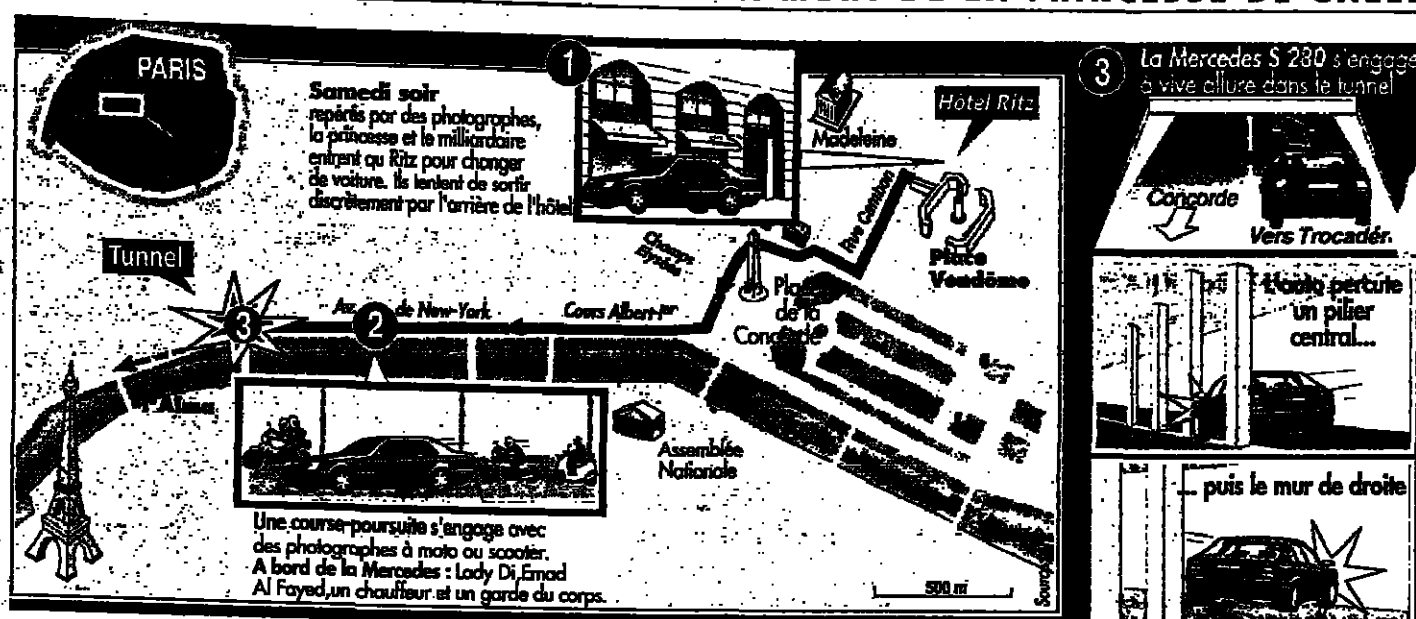 PARIS
1
Samedi soir
repérés par des photographes,
la princesse et le milliardaire
entrent au Ritz pour changer
de voiture. Ils tentent de sortir
discrètement par l'arrière de l'hôtel
Madeleine
Hôtel Ritz
Rue Cambon
Place
Vendôme
Champs
Elysées
Place
de la
Concorde
Tunnel
3
2
de New-York
Cours Albert-Ier
Alma
Assemblée
Nationale
Une course-poursuite s'engage avec
des photographes à moto ou scooter.
A bord de la Mercedes : Lady Di, Emad
Al Fayed, un chauffeur et un garde du corps.
500 m
3
La Mercedes S 280 s'engage
à vive allure dans le tunnel
Concorde
Vers Trocadér.
L'auto percute
un pilier
central...
... puis le mur de droite